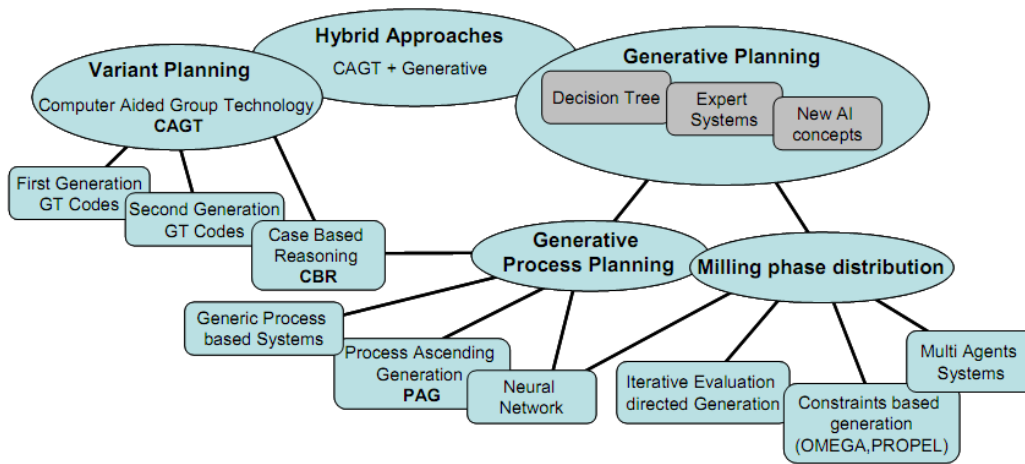 Hybrid Approaches
CAGT + Generative
Variant Planning
Computer Aided Group Technology
CAGT
Generative Planning
Decision Tree
Expert
Systems
New AI
concepts
First Generation
GT Codes
Second Generation
GT Codes
Case Based
Reasoning
CBR
Generative
Process Planning
Milling phase distribution
Generic Process
based Systems
Process Ascending
Generation
PAG
Neural
Network
Iterative Evaluation
directed Generation
Constraints based
generation
(OMEGA,PROPEL)
Multi Agents
Systems